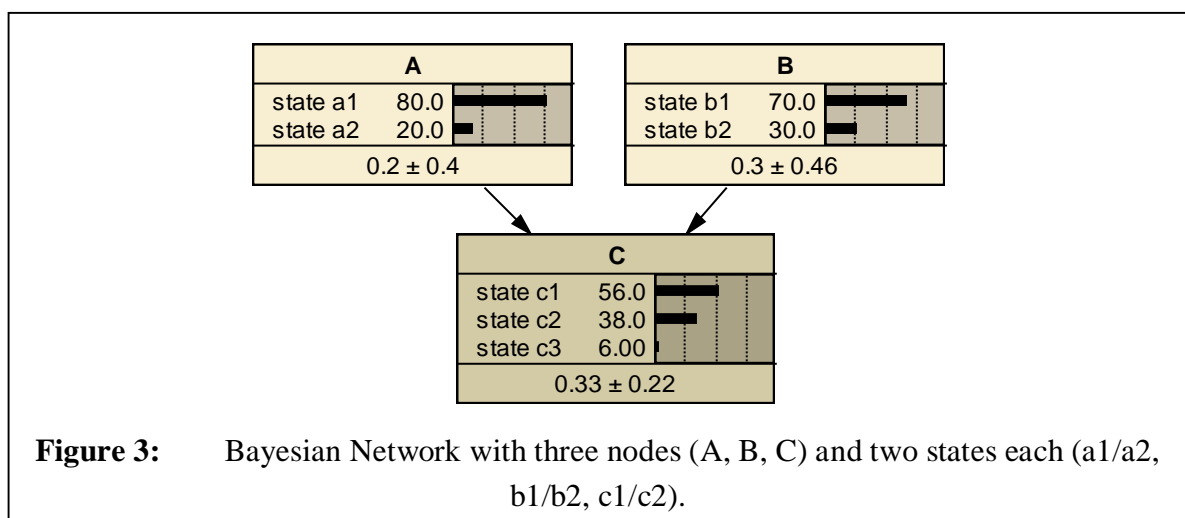 A
state a1 80.0
state a2 20.0
0.2 ± 0.4
B
state b1 70.0
state b2 30.0
0.3 ± 0.46
C
state c1 56.0
state c2 38.0
state c3 6.00
0.33 ± 0.22
Figure 3: Bayesian Network with three nodes (A, B, C) and two states each (a1/a2,
b1/b2, c1/c2).